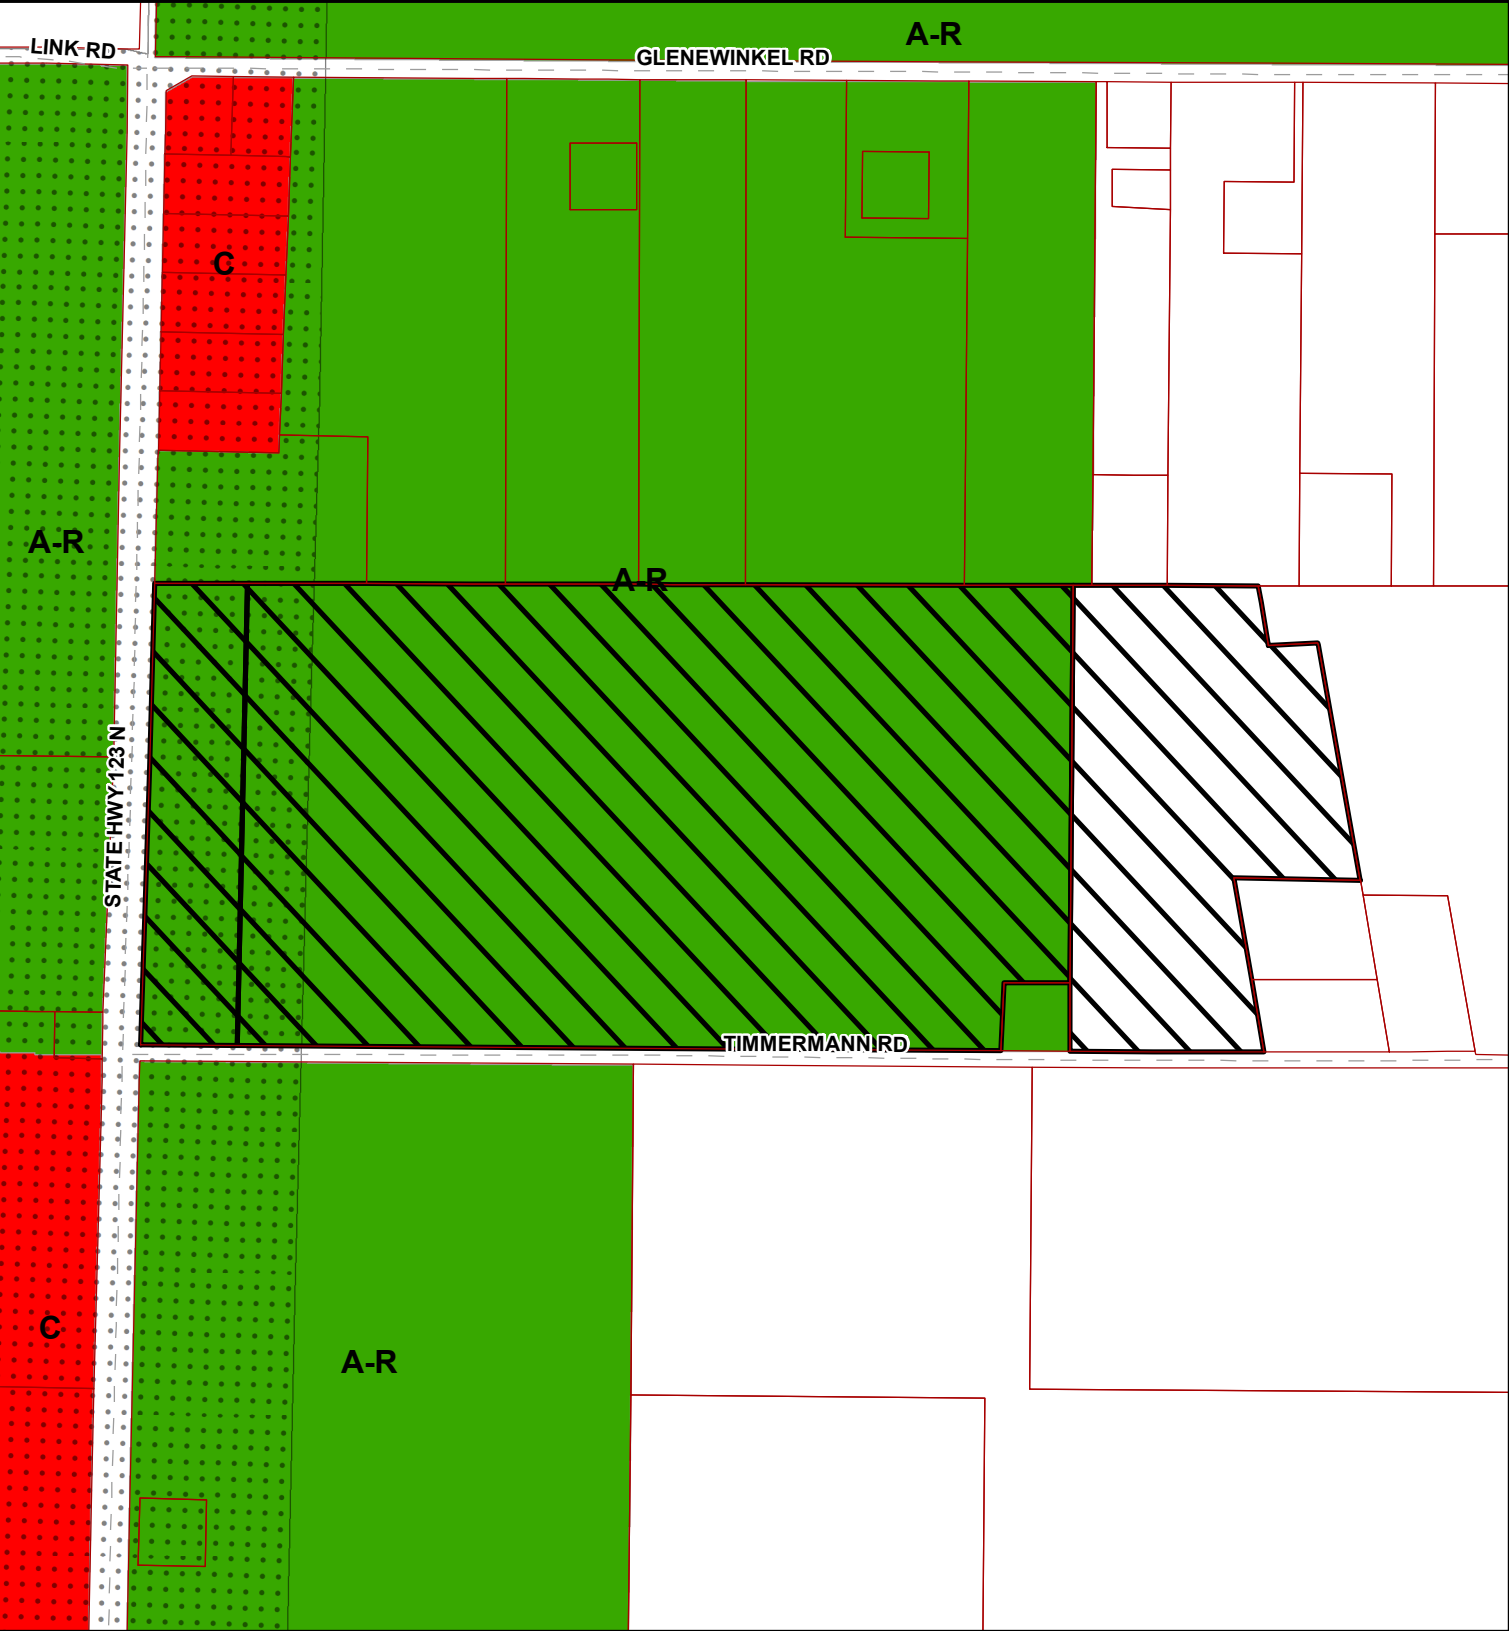 A-R
LINK RD
GLENEWINKEL RD
C
A-R
A-R
STATE HWY 123 N
TIMMERMANN RD
C
A-R